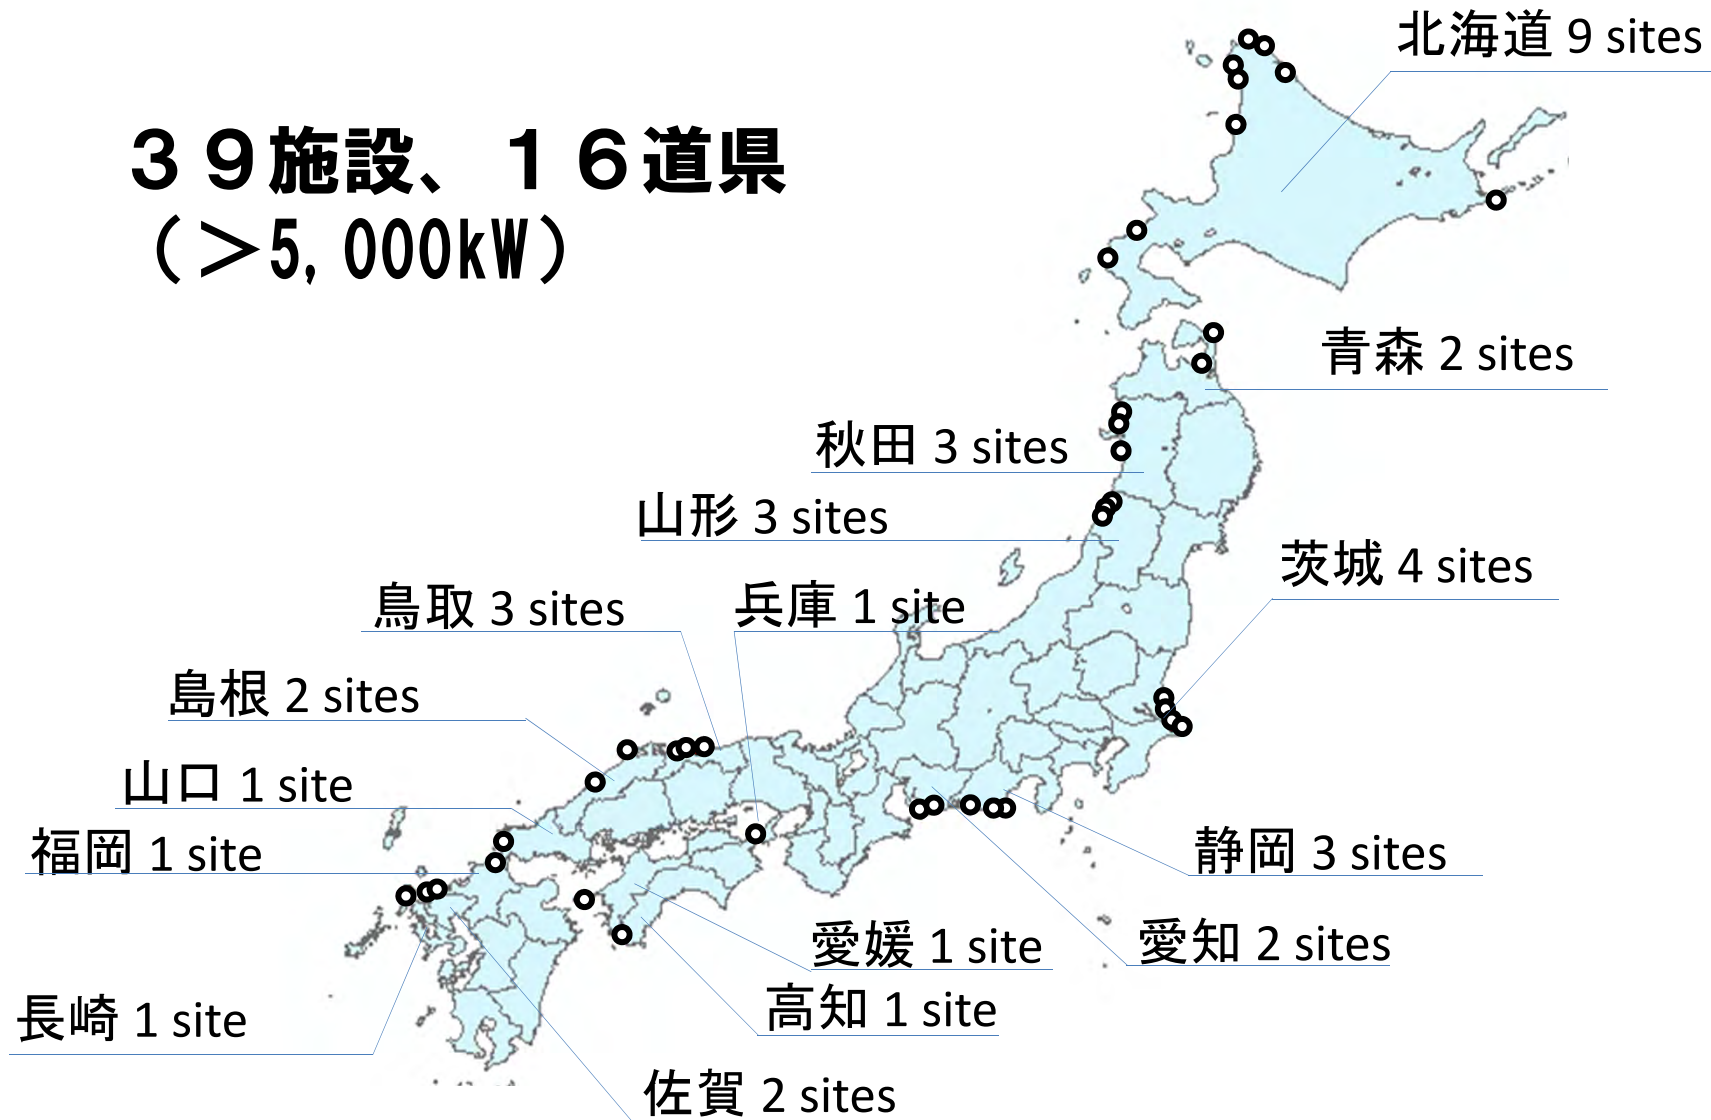 北海道 9 sites
３９施設、１６道県
（＞5,000kW）
青森 2 sites
秋田 3 sites
山形 3 sites
茨城 4 sites
鳥取 3 sites
兵庫 1 site
島根 2 sites
山口 1 site
福岡 1 site
静岡 3 sites
愛媛 1 site
愛知 2 sites
高知 1 site
長崎 1 site
佐賀 2 sites